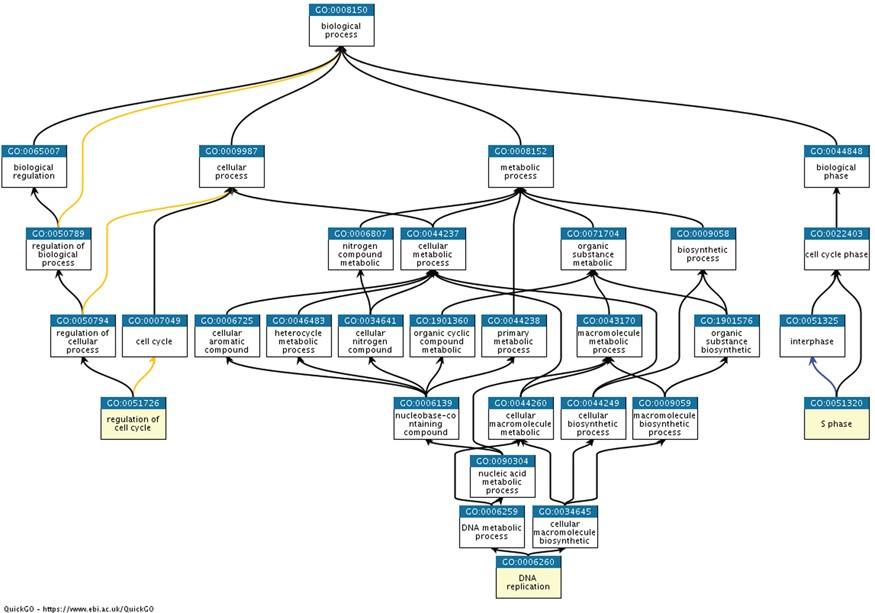 GO:0008150
biological
process
GO:0065007
biological
regulation
GO:0009987
cellular
process
GO:0008152
metabolic
process
GO:0044848
biological
phase
GO:0050789
regulation of
biological
process
GO:0006807
nitrogen
compound
metabolic
GO:0044237
cellular
metabolic
process
GO:0071704
organic
substance
metabolic
GO:0009058
biosynthetic
process
GO:0022403
cell cycle phase
GO:0050794
regulation of
cellular
process
GO:0007049
cell cycle
GO:0006725
cellular
aromatic
compound
GO:0046483
heterocycle
metabolic
process
GO:0034641
cellular
nitrogen
compound
GO:1901360
organic cyclic
compound
metabolic
GO:0044238
primary
metabolic
process
GO:0043170
macromolecule
metabolic
process
GO:1901576
organic
substance
biosynthetic
GO:0051325
interphase
GO:0051726
regulation of
cell cycle
GO:0006139
nucleobase-co
ntaining
compound
GO:0044260
cellular
macromolecule
metabolic
GO:0044249
cellular
biosynthetic
process
GO:0009059
macromolecule
biosynthetic
process
GO:0051320
S phase
GO:0090304
nucleic acid
metabolic
process
GO:0006259
DNA metabolic
process
GO:0034645
cellular
macromolecule
biosynthetic
GO:0006260
DNA
replication
QuickGO - https://www.ebi.ac.uk/QuickGO